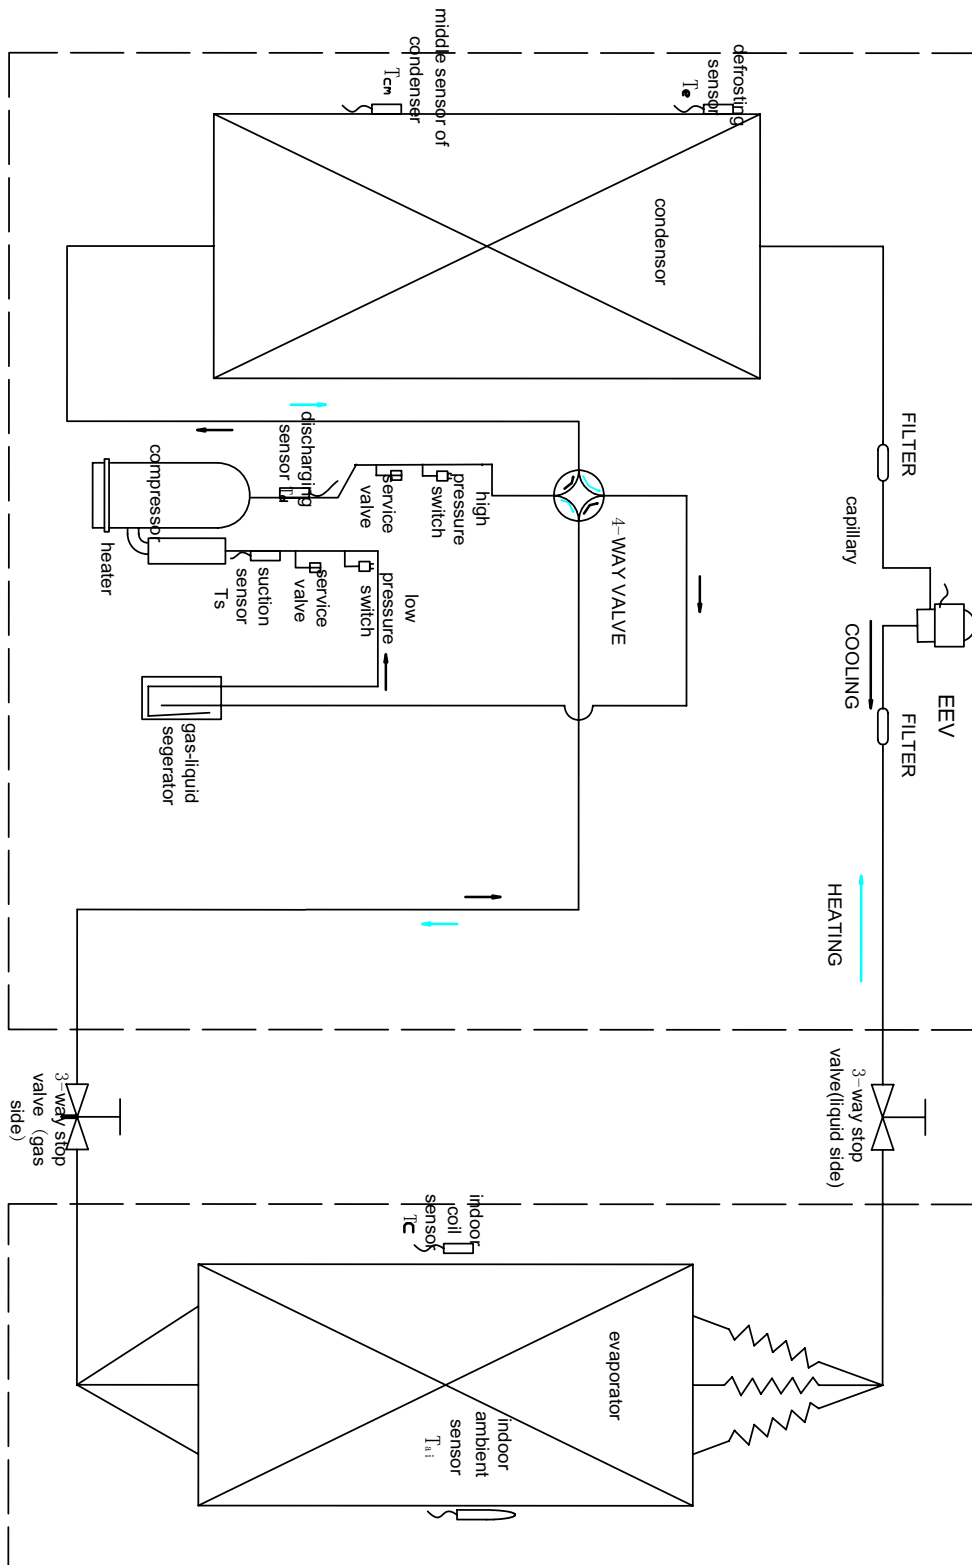 defrosting
sensor
Te
middle sensor of
condenser
Tcm
condensor
FILTER
capillary
EEV
COOLING
FILTER
HEATING
3-way stop
valve(liquid side)
4-WAY VALVE
high
pressure
switch
service
valve
discharging
sensor Td
compressor
heater
low
pressure
switch
service
valve
suction
sensor
Ts
gas-liquid
segerator
3-way stop
valve (gas
side)
indoor
coil
sensor
Tc
evaporator
indoor
ambient
sensor
Tai